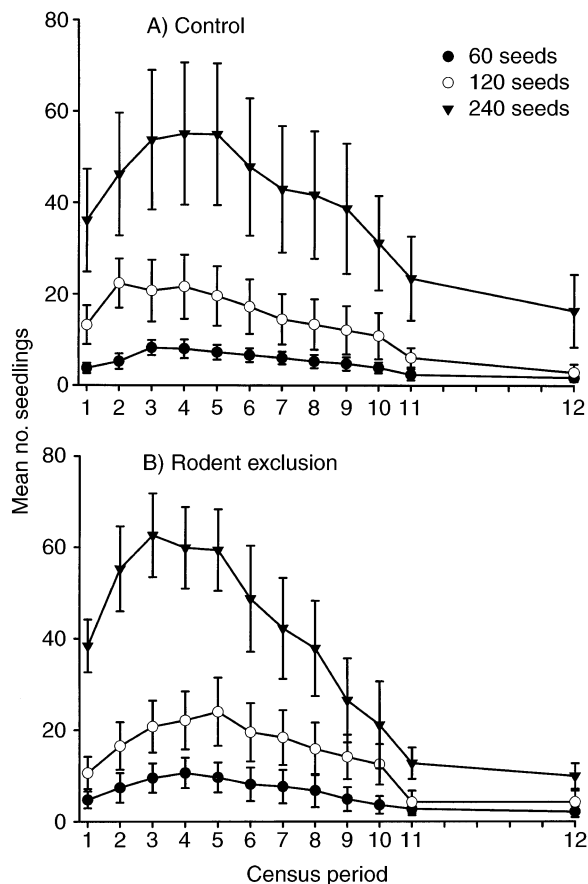 A) Control
60 seeds
120 seeds
240 seeds
80
60
40
20
0
1 2 3 4 5 6 7 8 9 10 11 12
Mean no. seedlings
B) Rodent exclusion
80
60
40
20
0
1 2 3 4 5 6 7 8 9 10 11 12
Census period